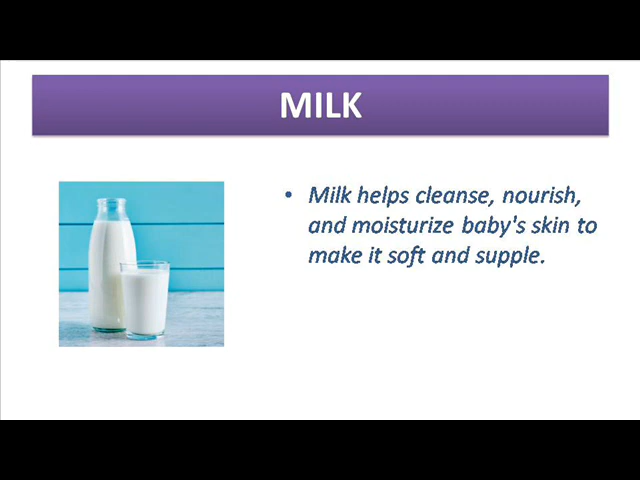 MILK
• Milk helps cleanse, nourish,
and moisturize baby's skin to
make it soft and supple.